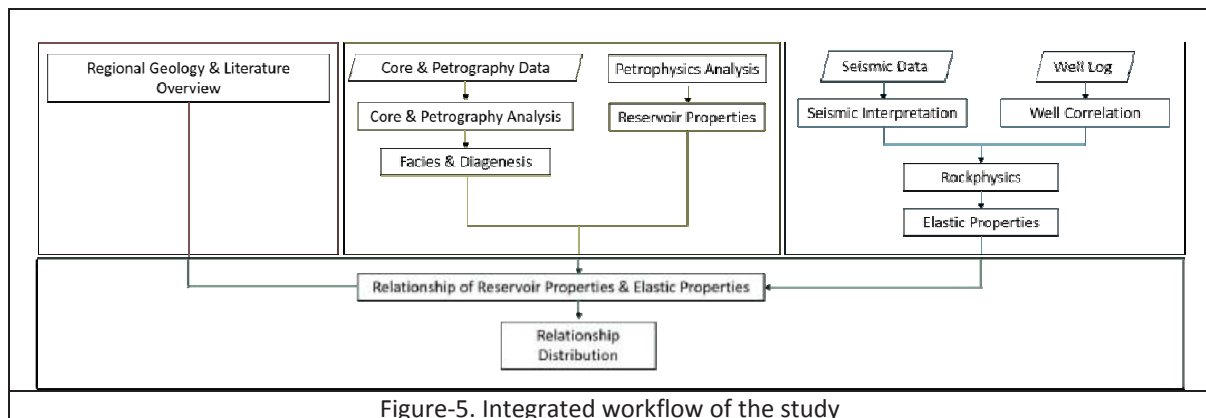 Regional Geology & Literature
Overview
Core & Petrography Data
Core & Petrography Analysis
Facies & Diagenesis
Petrophysics Analysis
Reservoir Properties
Seismic Data
Seismic Interpretation
Well Log
Well Correlation
Rockphysics
Elastic Properties
Relationship of Reservoir Properties & Elastic Properties
Relationship
Distribution
Figure-5. Integrated workflow of the study